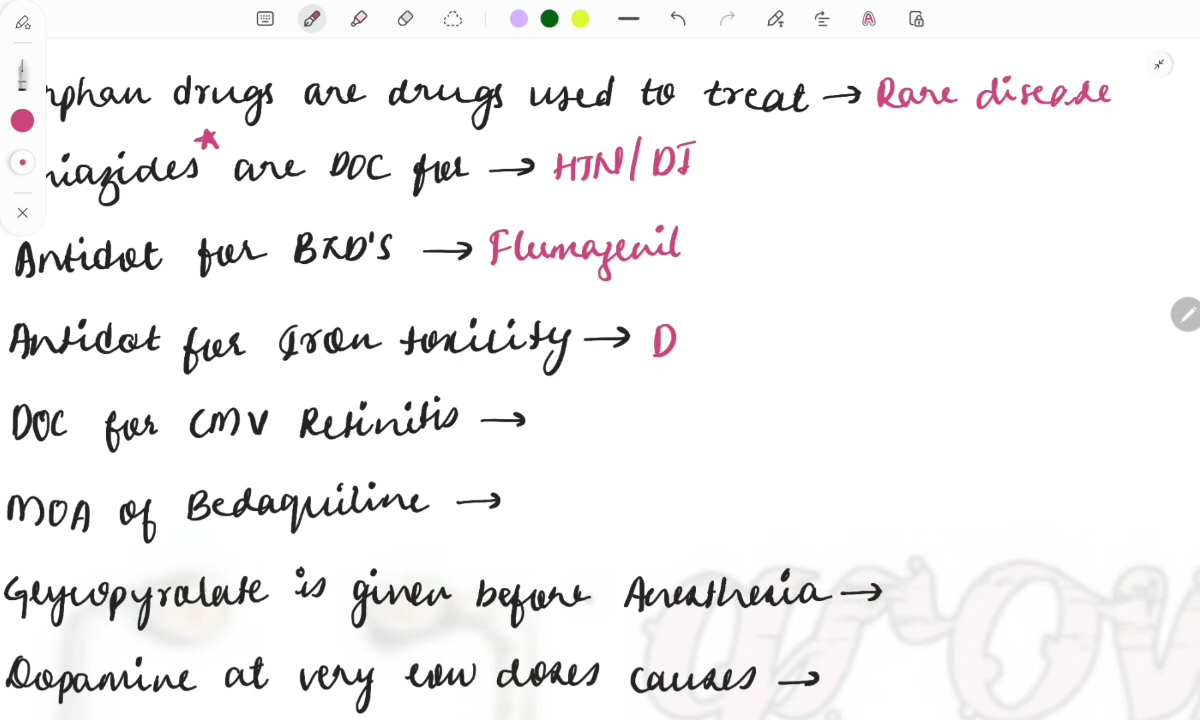 rphan drugs are drugs used to treat → Rare disease
hiazides* are DOC for → HTN/DI
Antidot for BZD'S → Flumazenil
Antidot for Iron toxicity → D
DOC for CMV Retinitis →
MOA of Bedaquiline →
Glycopyrolate is given before Anesthesia →
Dopamine at very low doses causes →
grov